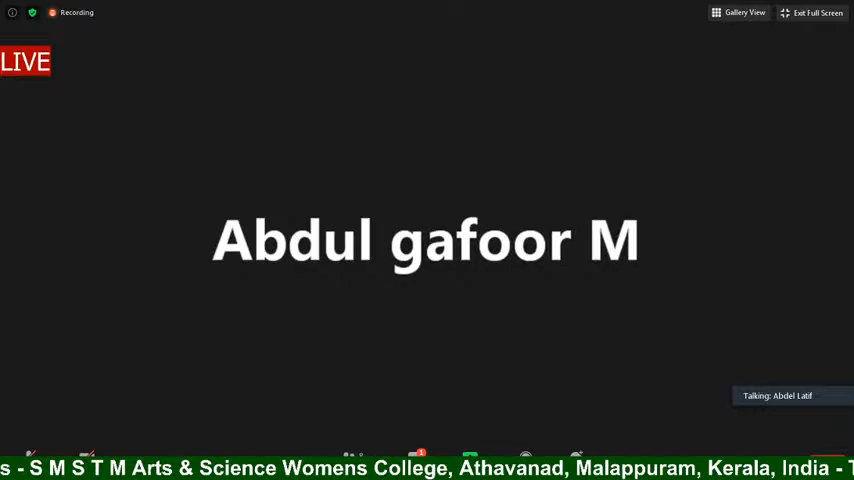 Recording
Gallery View
Exit Full Screen
LIVE
Abdul gafoor M
Talking: Abdel Latif
1
s - S M S T M Arts & Science Womens College, Athavanad, Malappuram, Kerala, India - T